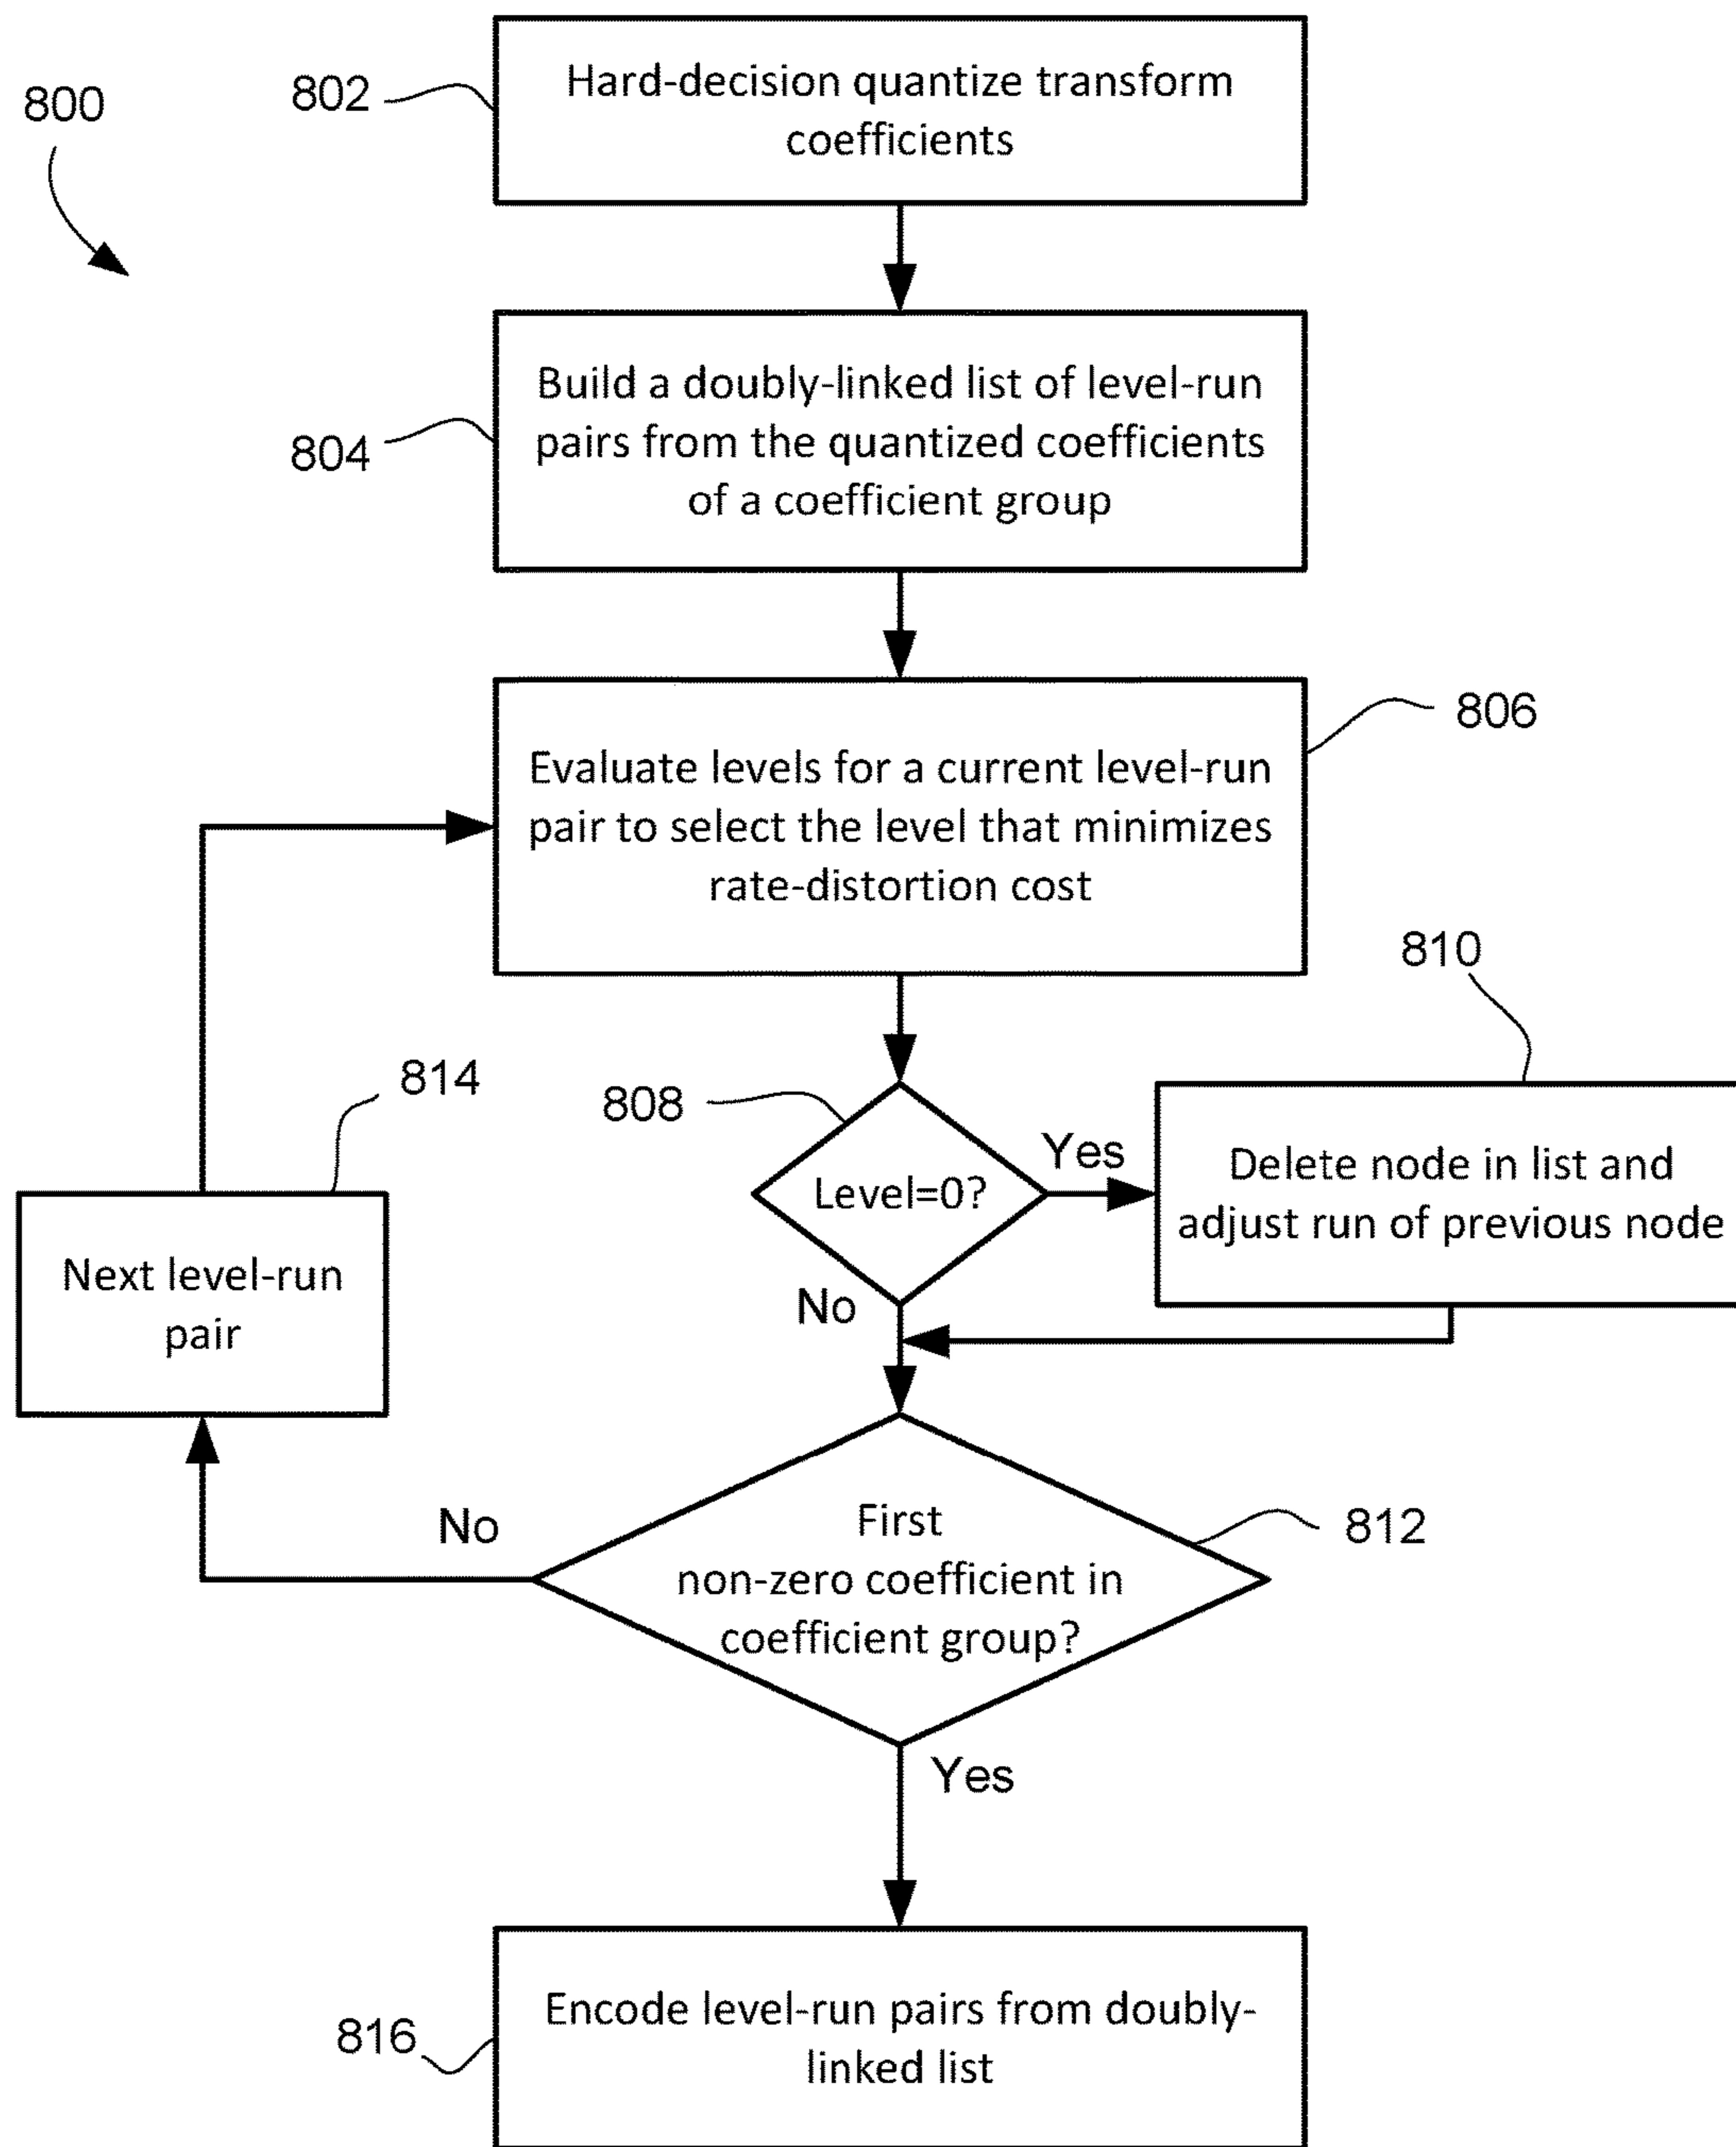 800
802
Hard-decision quantize transform
coefficients
804
Build a doubly-linked list of level-run
pairs from the quantized coefficients
of a coefficient group
806
Evaluate levels for a current level-run
pair to select the level that minimizes
rate-distortion cost
808
Level=0?
Yes
No
810
Delete node in list and
adjust run of previous node
814
Next level-run
pair
812
First
non-zero coefficient in
coefficient group?
No
Yes
816
Encode level-run pairs from doubly-
linked list